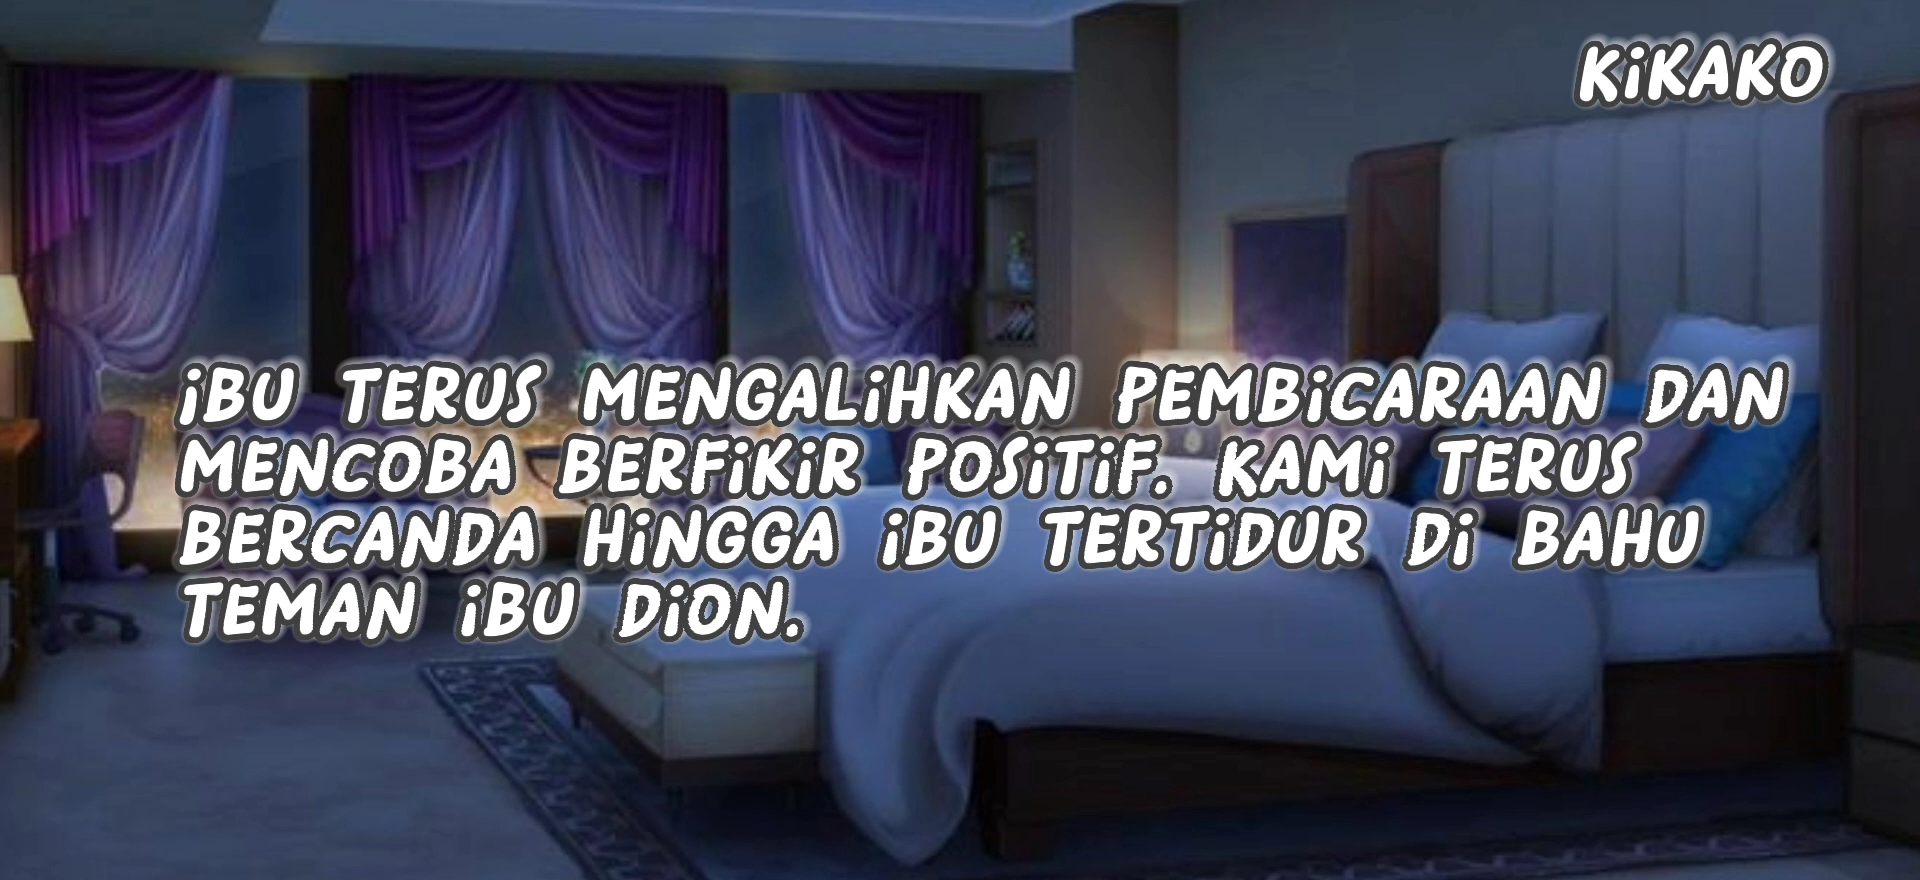 KiKAKO
iBU TERUS MENGALiHKAN PEMBiCARAAN DAN
MENCOBA BERFiKiR POSiTiF. KAMi TERUS
BERCANDA HiNGGA iBU TERTiDUR Di BAHU
TEMAN iBU DiON.